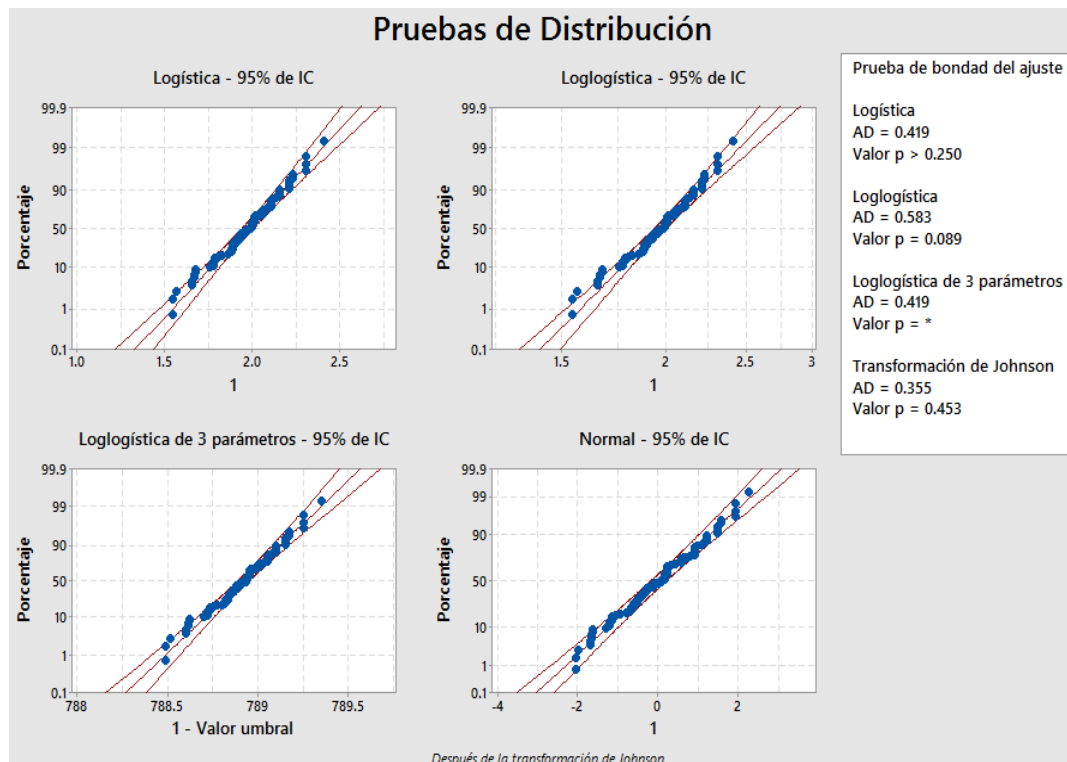 Pruebas de Distribución
Logística - 95% de IC
99.9
99
90
50
10
1
0.1
Porcentaje
1.0
1.5
2.0
2.5
1
Loglogística - 95% de IC
99.9
99
90
50
10
1
0.1
Porcentaje
1.5
2
2.5
3
1
Loglogística de 3 parámetros - 95% de IC
99.9
99
90
50
10
1
0.1
Porcentaje
788
788.5
789
789.5
1 - Valor umbral
Normal - 95% de IC
99.9
99
90
50
10
1
0.1
Porcentaje
-4
-2
0
2
1
Prueba de bondad del ajuste
Logística
AD = 0.419
Valor p > 0.250
Loglogística
AD = 0.583
Valor p = 0.089
Loglogística de 3 parámetros
AD = 0.419
Valor p = *
Transformación de Johnson
AD = 0.355
Valor p = 0.453
Después de la transformación de Johnson